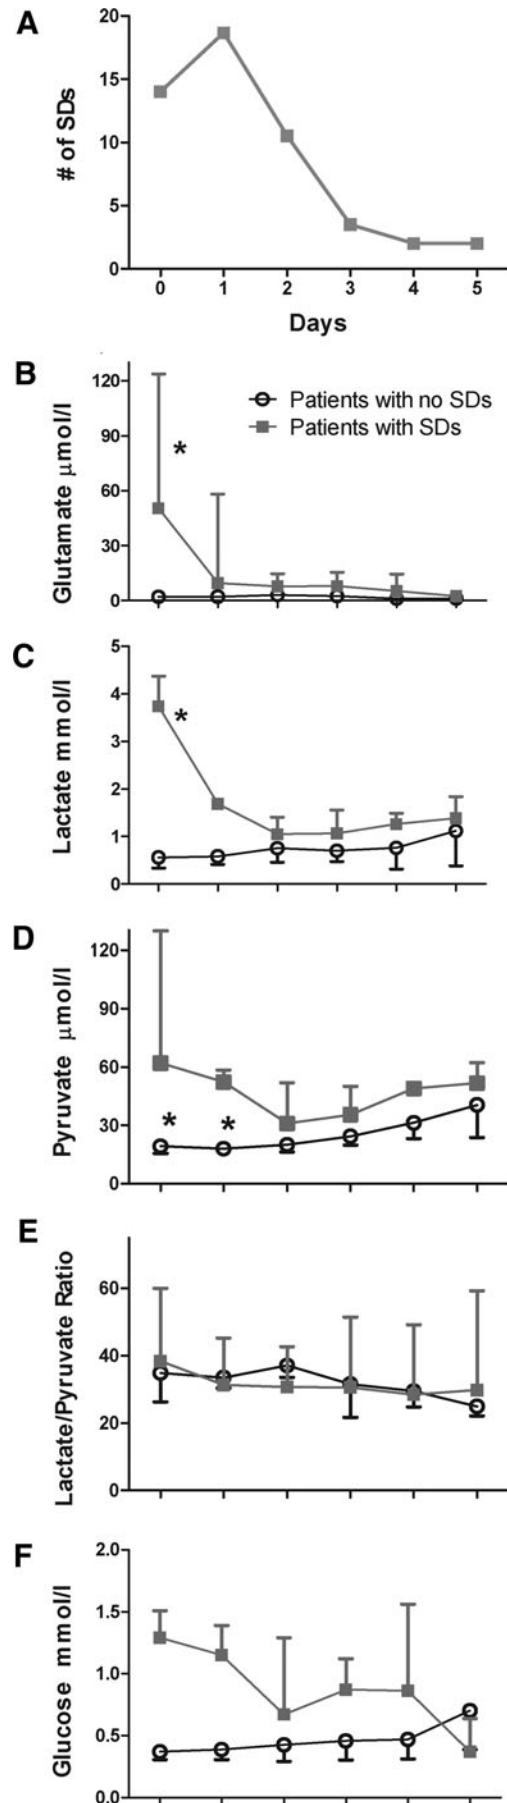 A
# of SDs
20
15
10
5
0
0 1 2 3 4 5
Days
B
Glutamate µmol/l
120
90
60
30
0
Patients with no SDs
Patients with SDs
*
C
Lactate mmol/l
5
4
3
2
1
0
*
D
Pyruvate µmol/l
120
90
60
30
0
* *
E
Lactate/Pyruvate Ratio
60
40
20
0
F
Glucose mmol/l
2.0
1.5
1.0
0.5
0.0